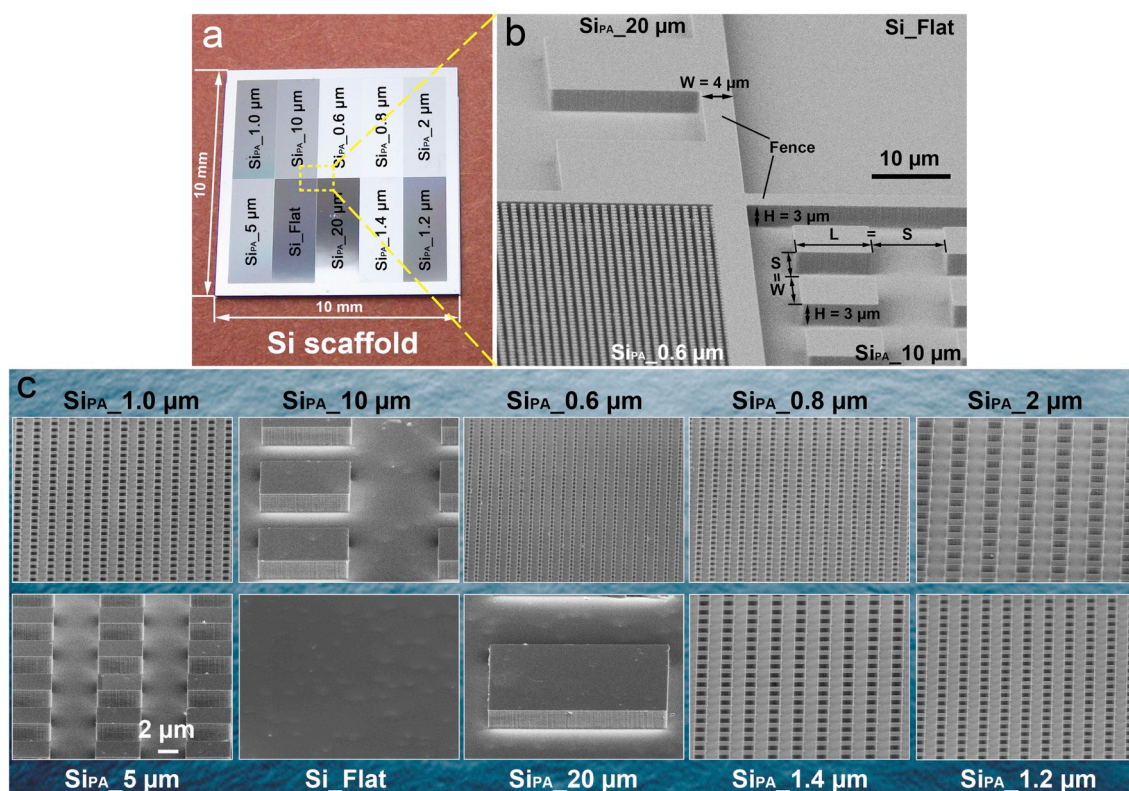 a
10 mm
SiPA_1.0 µm
SiPA_10 µm
SiPA_0.6 µm
SiPA_0.8 µm
SiPA_2 µm
SiPA_5 µm
Si_Flat
SiPA_20 µm
SiPA_1.4 µm
SiPA_1.2 µm
10 mm
Si scaffold
b
SiPA_20 µm
Si_Flat
W = 4 µm
Fence
10 µm
H = 3 µm
L = S
S = W
H = 3 µm
SiPA_0.6 µm
SiPA_10 µm
c
SiPA_1.0 µm
SiPA_10 µm
SiPA_0.6 µm
SiPA_0.8 µm
SiPA_2 µm
2 µm
SiPA_5 µm
Si_Flat
SiPA_20 µm
SiPA_1.4 µm
SiPA_1.2 µm